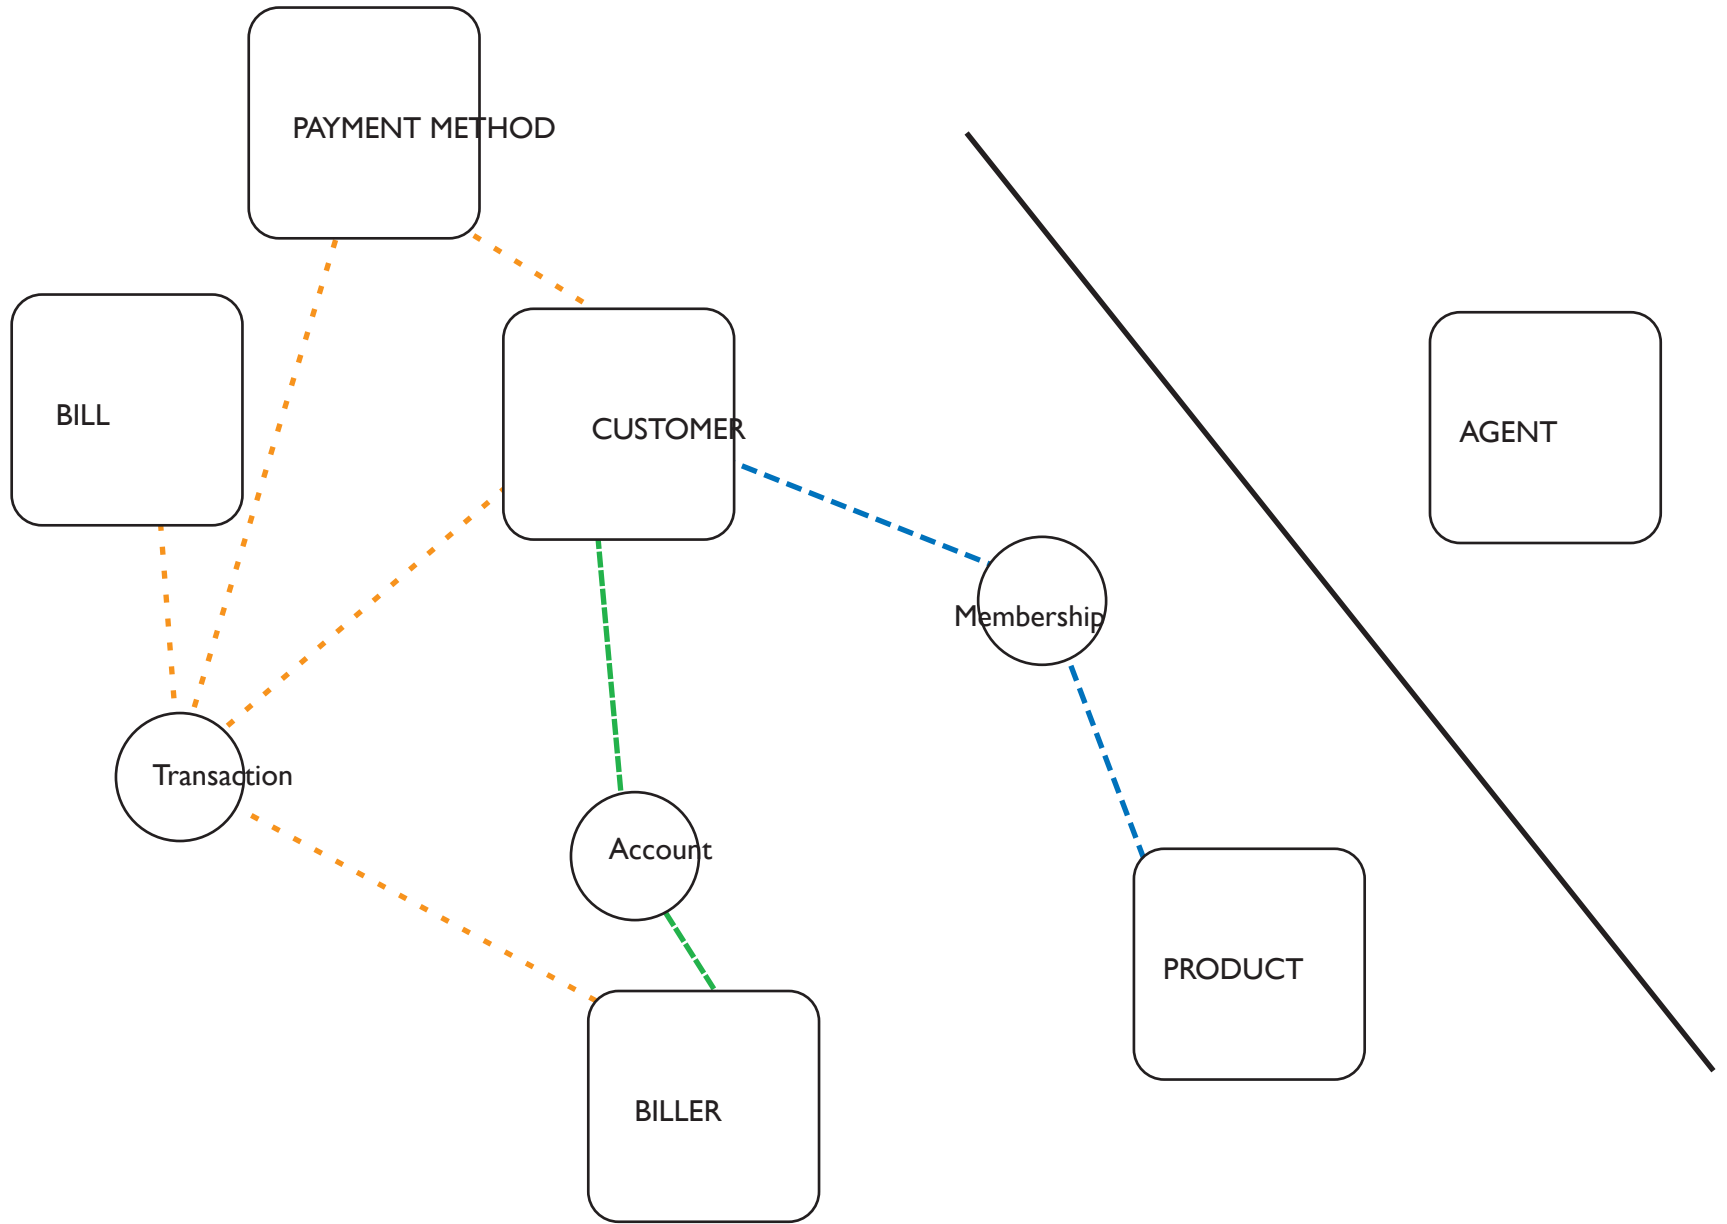 PAYMENT METHOD
BILL
CUSTOMER
AGENT
Membership
Transaction
Account
PRODUCT
BILLER